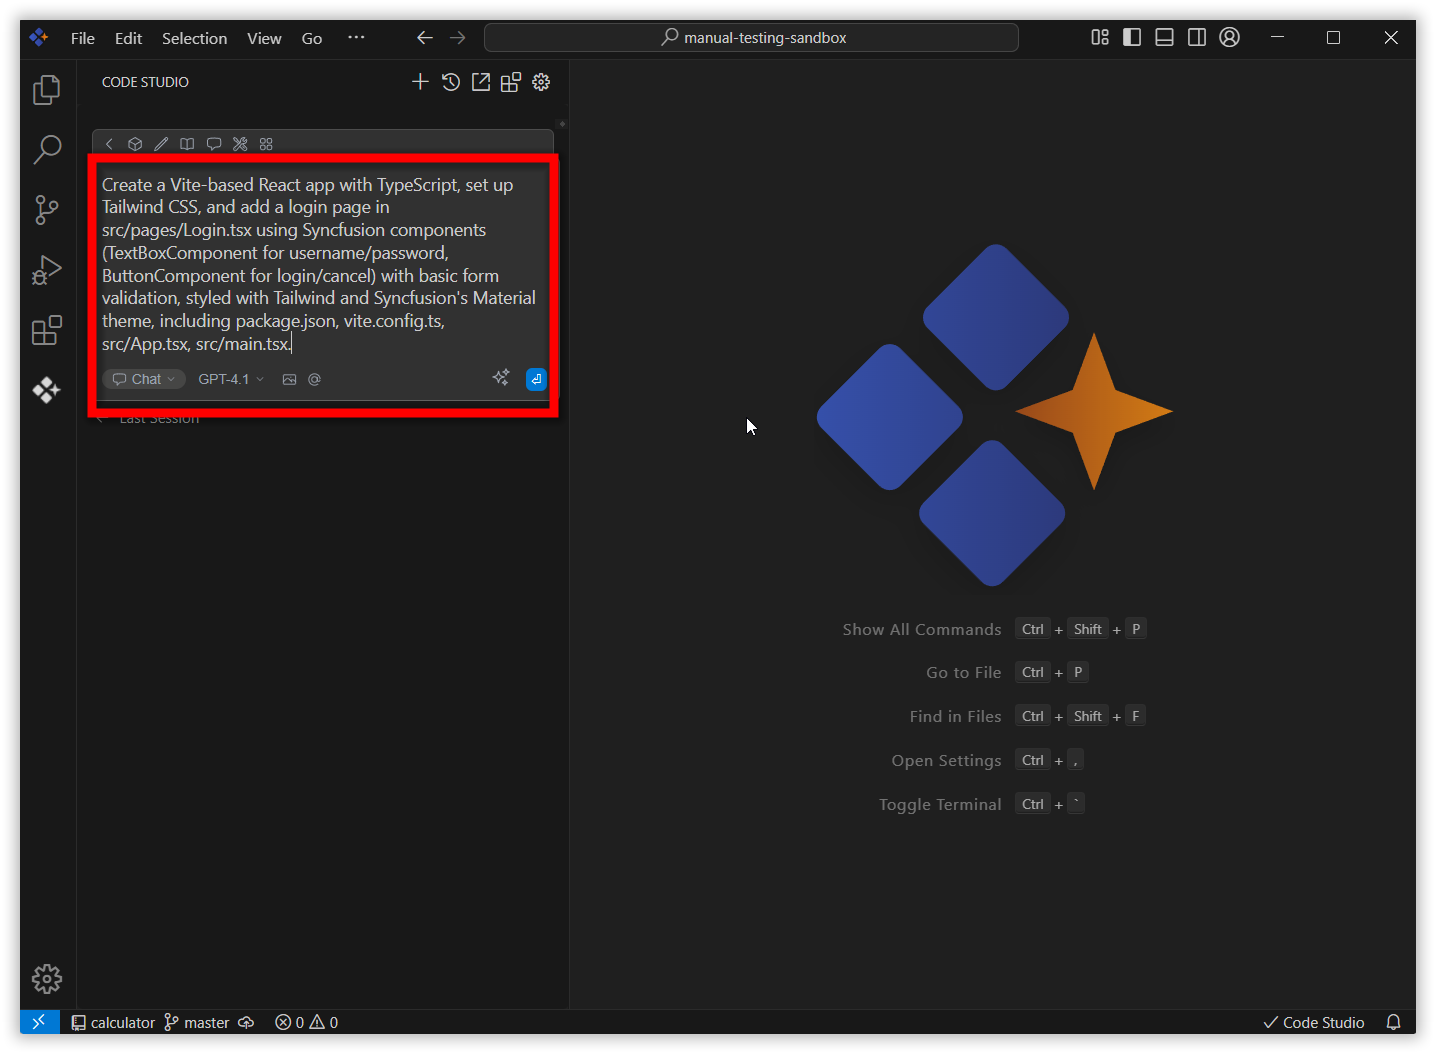 File Edit Selection View Go ···
manual-testing-sandbox
CODE STUDIO
Create a Vite-based React app with TypeScript, set up
Tailwind CSS, and add a login page in
src/pages/Login.tsx using Syncfusion components
(TextBoxComponent for username/password,
ButtonComponent for login/cancel) with basic form
validation, styled with Tailwind and Syncfusion's Material
theme, including package.json, vite.config.ts,
src/App.tsx, src/main.tsx.
Chat GPT-4.1 @
Last Session
Show All Commands Ctrl + Shift + P
Go to File Ctrl + P
Find in Files Ctrl + Shift + F
Open Settings Ctrl + ,
Toggle Terminal Ctrl + `
calculator master 0 0
Code Studio